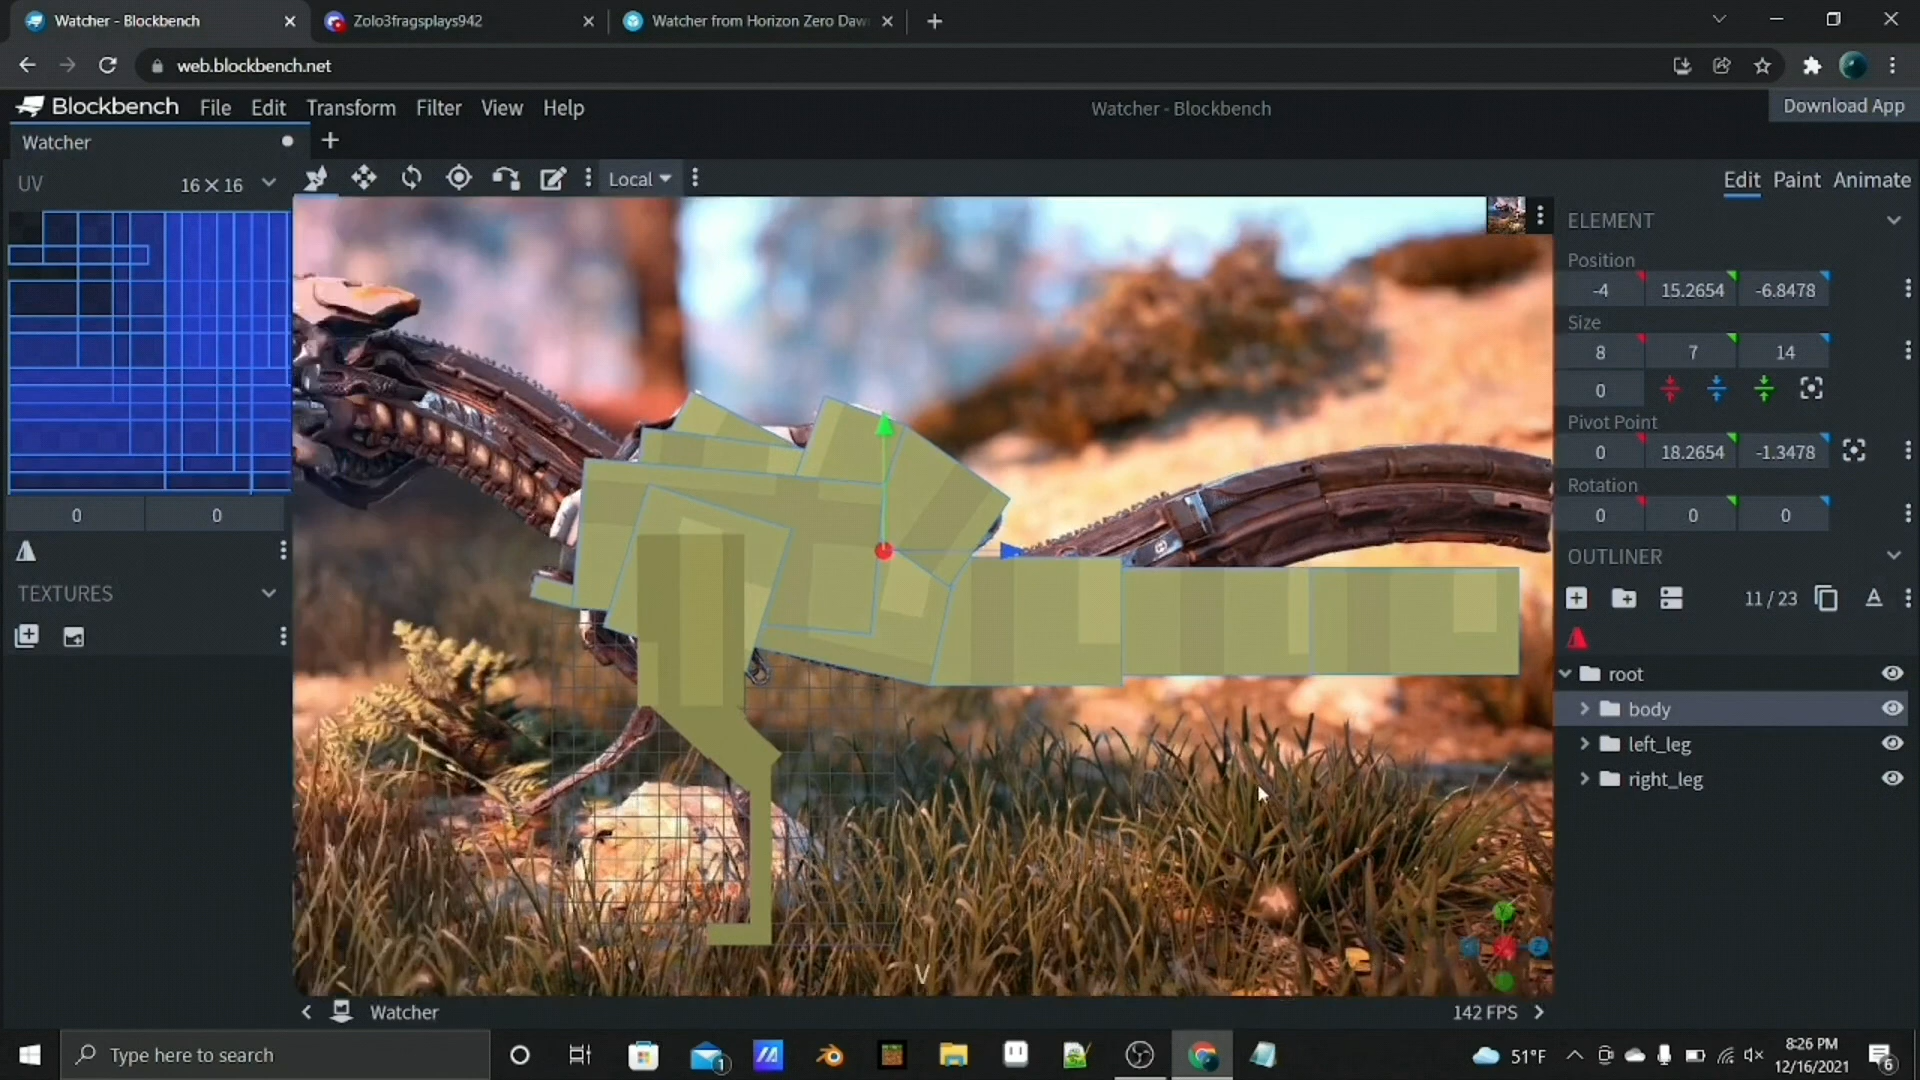 Watcher - Blockbench
Zolo3fragsplays942
Watcher from Horizon Zero Daw
web.blockbench.net
Blockbench File Edit Transform Filter View Help
Watcher - Blockbench
Download App
Watcher
UV 16 × 16
Local
Edit Paint Animate
ELEMENT
Position
-4 15.2654 -6.8478
Size
8 7 14
0
Pivot Point
0 18.2654 -1.3478
Rotation
0 0 0
0 0
TEXTURES
OUTLINER
11 / 23
root
body
left_leg
right_leg
Y
Z
V
Watcher
142 FPS
Type here to search
1
51°F
8:26 PM
12/16/2021
6